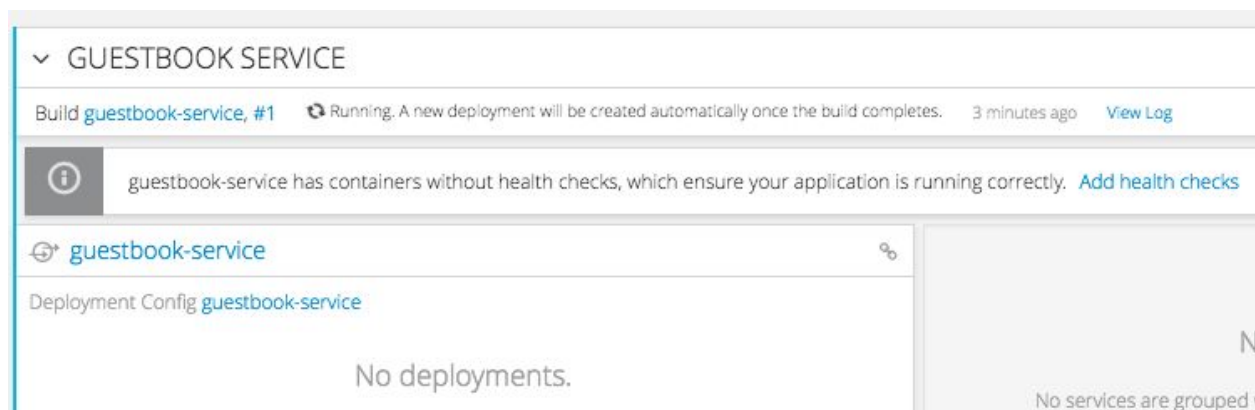 GUESTBOOK SERVICE
Build guestbook-service, #1 Running. A new deployment will be created automatically once the build completes. 3 minutes ago View Log
guestbook-service has containers without health checks, which ensure your application is running correctly. Add health checks
guestbook-service
Deployment Config guestbook-service
No deployments.
No services are grouped